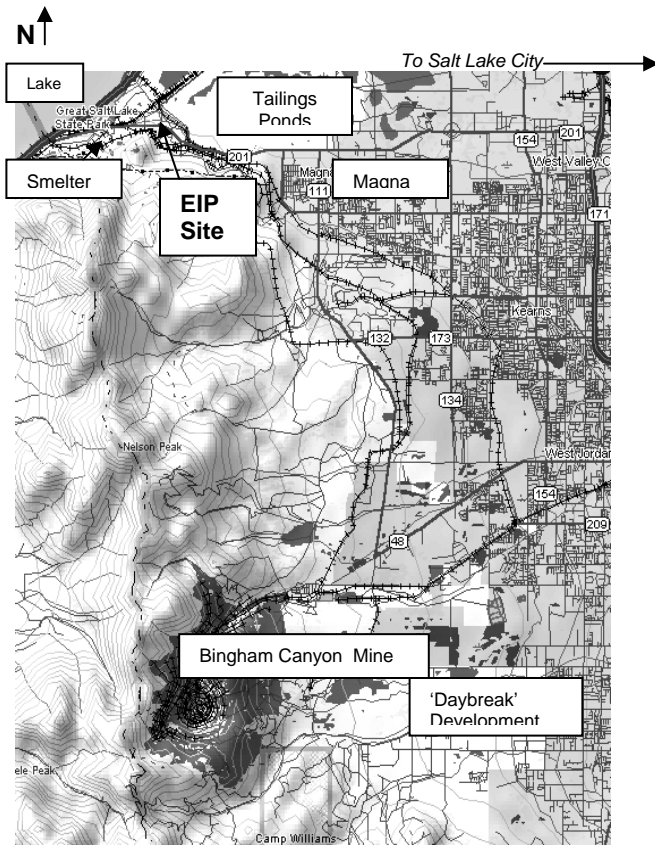 N
To Salt Lake City
Lake
Great Salt Lake
State Park
Tailings
Ponds
154
201
201
West Valley C
Smelter
Magna
111
Magna
EIP
Site
171
Kearns
132
173
134
Nelson Peak
West Jordan
154
48
209
Bingham Canyon Mine
'Daybreak'
Development
ele Peak
Camp Williams